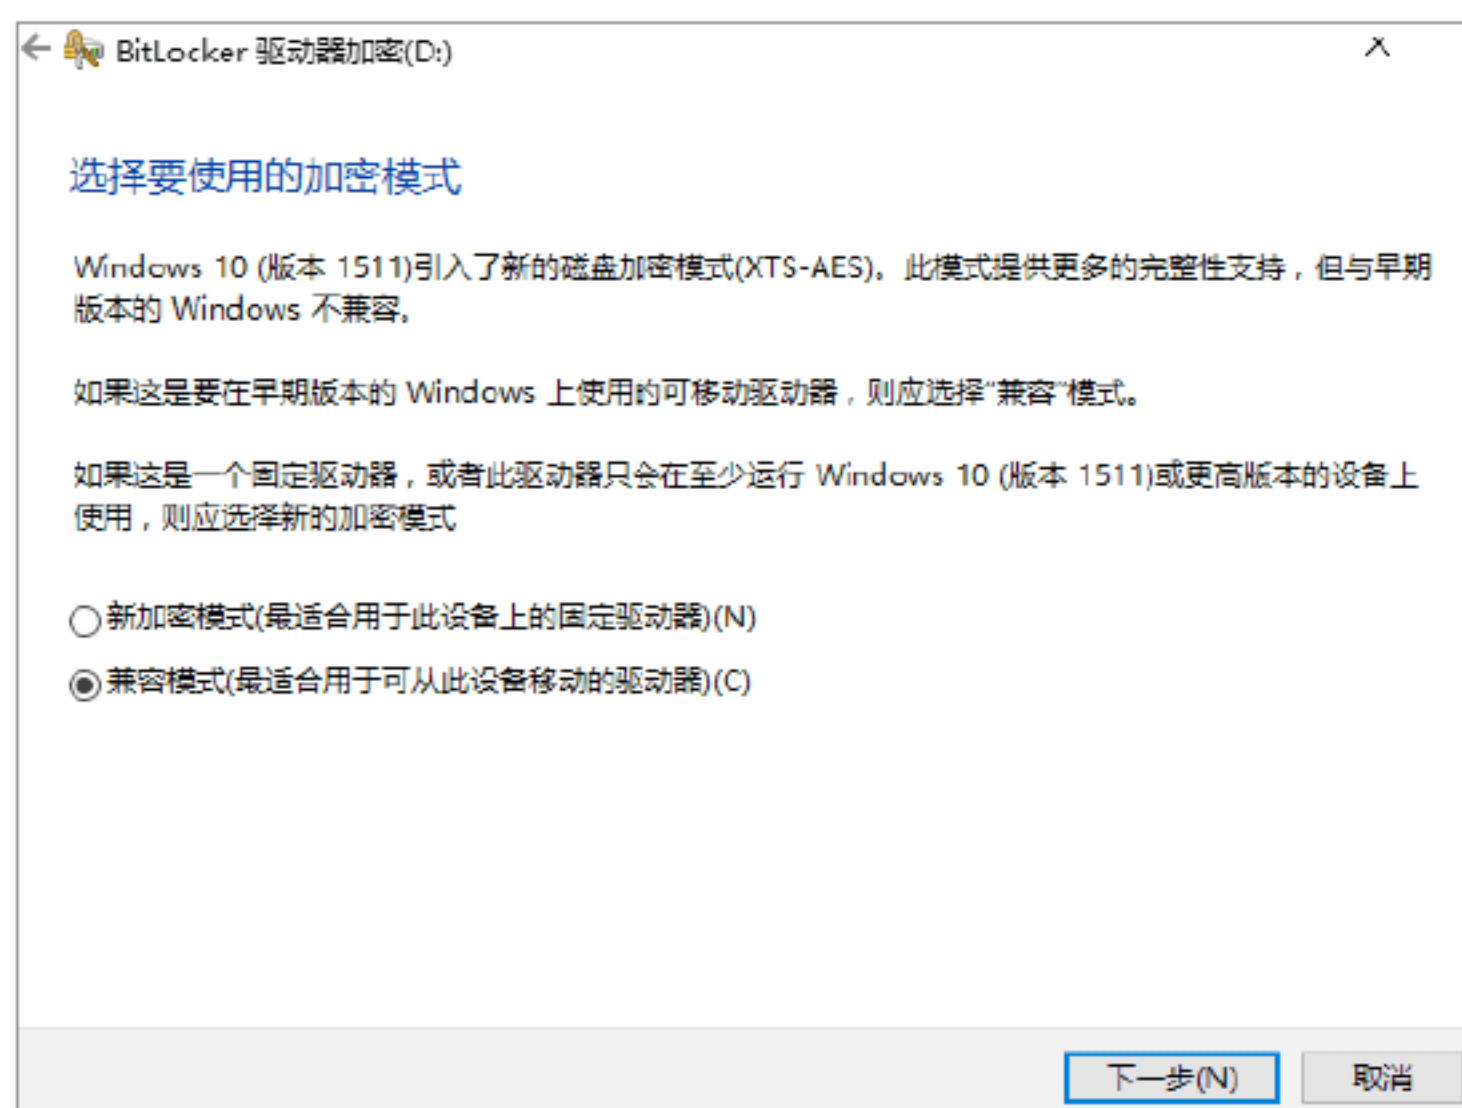 BitLocker 驱动器加密(D:)
选择要使用的加密模式
Windows 10 (版本 1511)引入了新的磁盘加密模式(XTS-AES)。此模式提供更多的完整性支持，但与早期
版本的 Windows 不兼容。
如果这是要在早期版本的 Windows 上使用的可移动驱动器，则应选择"兼容"模式。
如果这是一个固定驱动器，或者此驱动器只会在至少运行 Windows 10 (版本 1511)或更高版本的设备上
使用，则应选择新的加密模式
新加密模式(最适合用于此设备上的固定驱动器)(N)
兼容模式(最适合用于可从此设备移动的驱动器)(C)
下一步(N) 取消